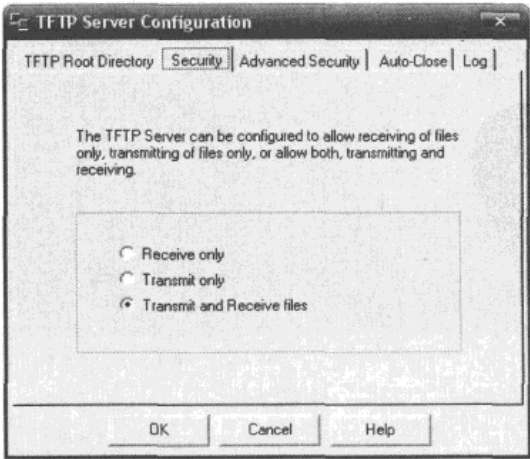 TFTP Server Configuration
TFTP Root Directory Security Advanced Security Auto-Close Log
The TFTP Server can be configured to allow receiving of files
only, transmitting of files only, or allow both, transmitting and
receiving.
Receive only
Transmit only
Transmit and Receive files
OK Cancel Help